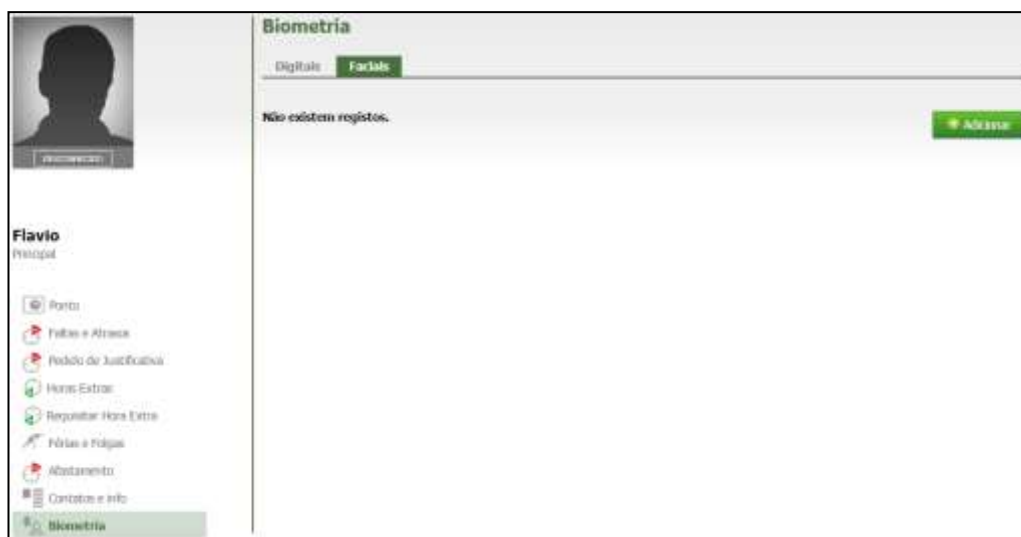 Biometria
Digitais Faciais
Não existem registos.
Adicionar
Flavio
Principal
Ponto
Faltas e Atrasos
Pedido de Justificativa
Horas Extras
Requisitar Hora Extra
Férias e Folgas
Afastamento
Contatos e info
Biometria